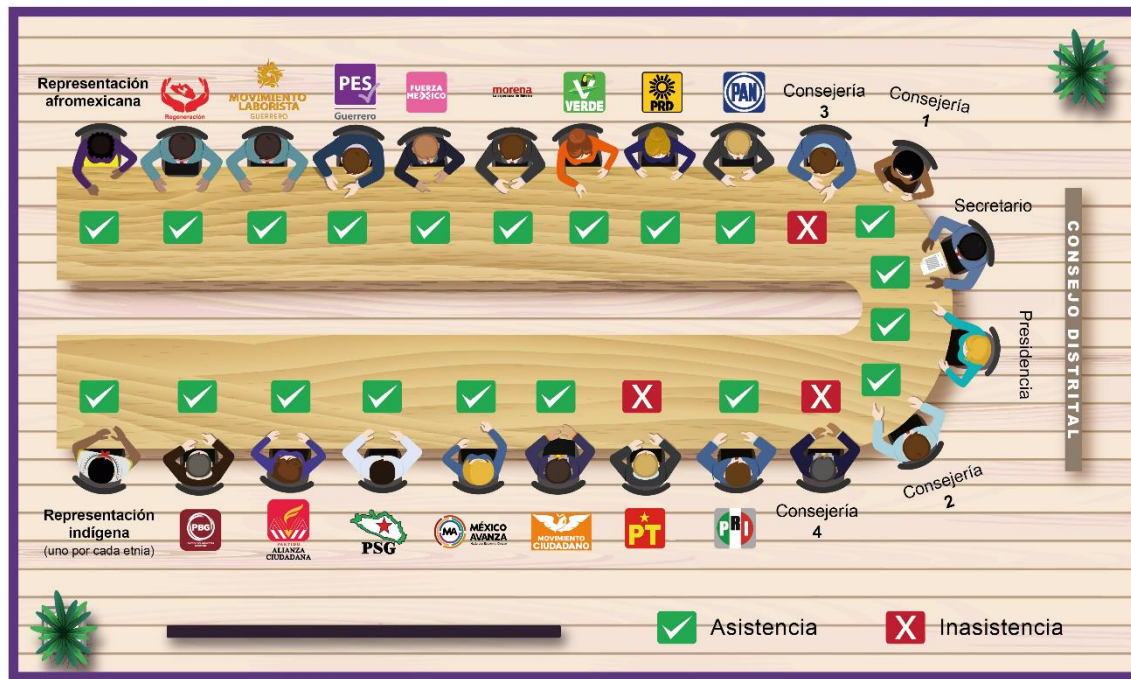 Representación
afromexicana
Regeneración
MOVIMIENTO
LABORISTA
GUERRERO
PES
Guerrero
FUERZA
MEXICO
morena
VERDE
PRD
PAN
Consejería
3
Consejería
1
Secretario
Presidencia
CONSEJO DISTRITAL
Consejería
2
Consejería
4
PRI
PT
MOVIMIENTO
CIUDADANO
MA
MÉXICO
AVANZA
PSG
PARTIDO
ALIANZA
CIUDADANA
PBG
Representación
indígena
(uno por cada etnia)
Asistencia
Inasistencia